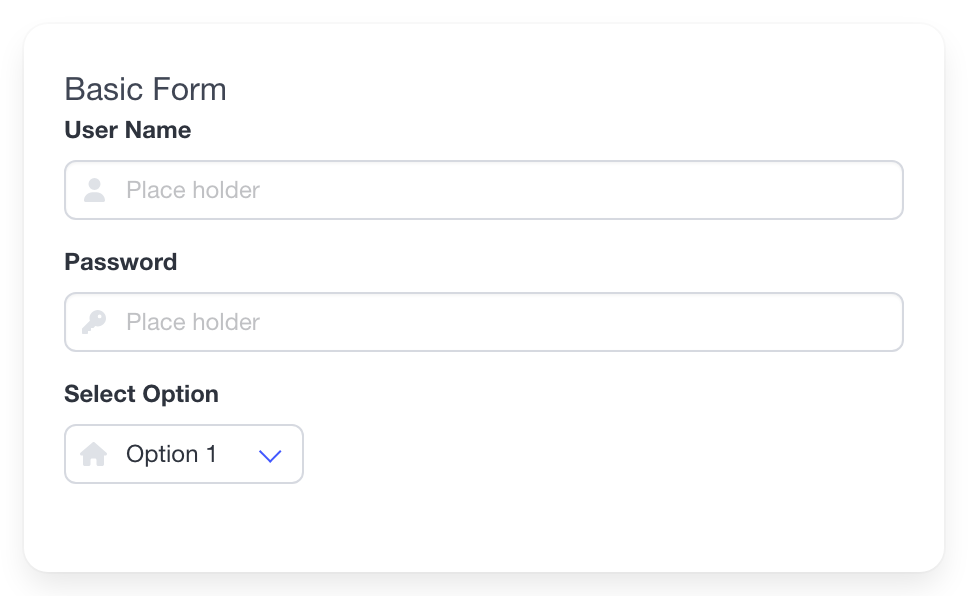 Basic Form
User Name
Place holder
Password
Place holder
Select Option
Option 1